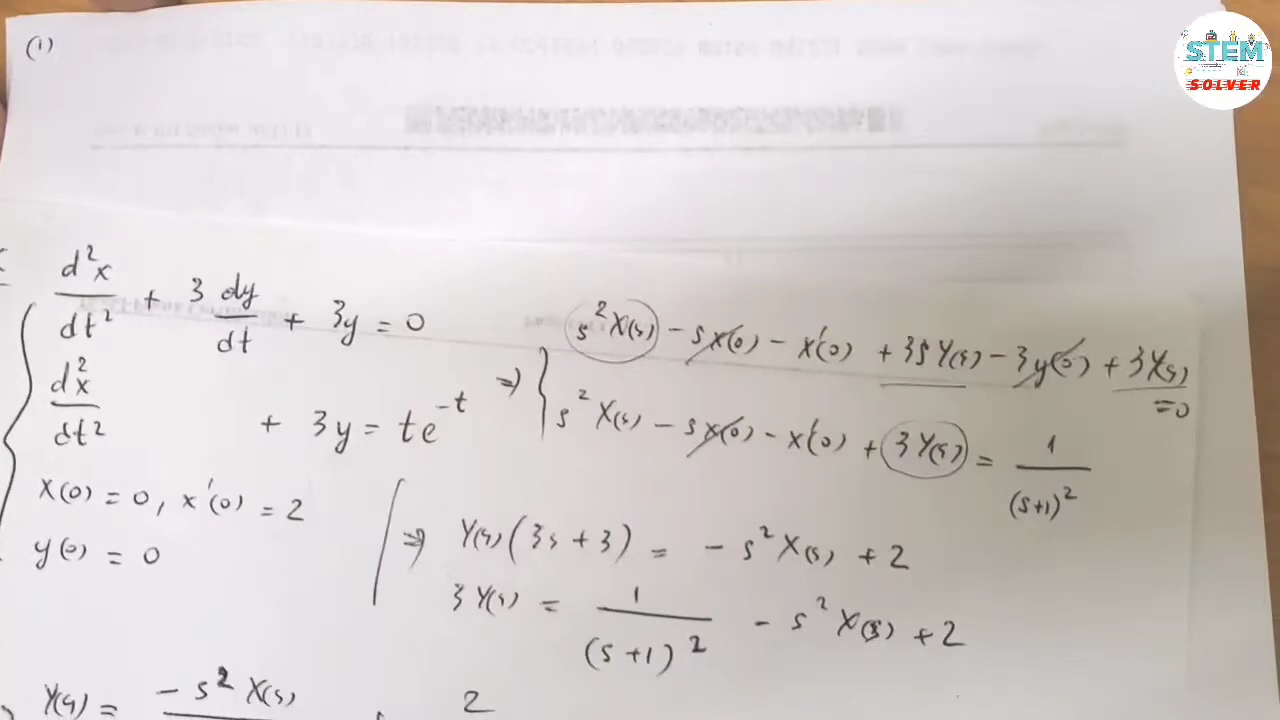 (1)
STEM
SOLVER
d²x/dt² + 3 dy/dt + 3y = 0
dx²/dt² + 3y = te^-t
x(0) = 0, x'(0) = 2
y(0) = 0
⇒ { s²X(s) - sx(0) - x'(0) + 3sY(s) - 3y(0) + 3Y(s) = 0
s²X(s) - sx(0) - x'(0) + 3Y(s) = 1/(s+1)²
⇒ Y(s)(3s + 3) = - s²X(s) + 2
3Y(s) = 1/(s+1)² - s²X(s) + 2
Y(s) = - s²X(s) 2